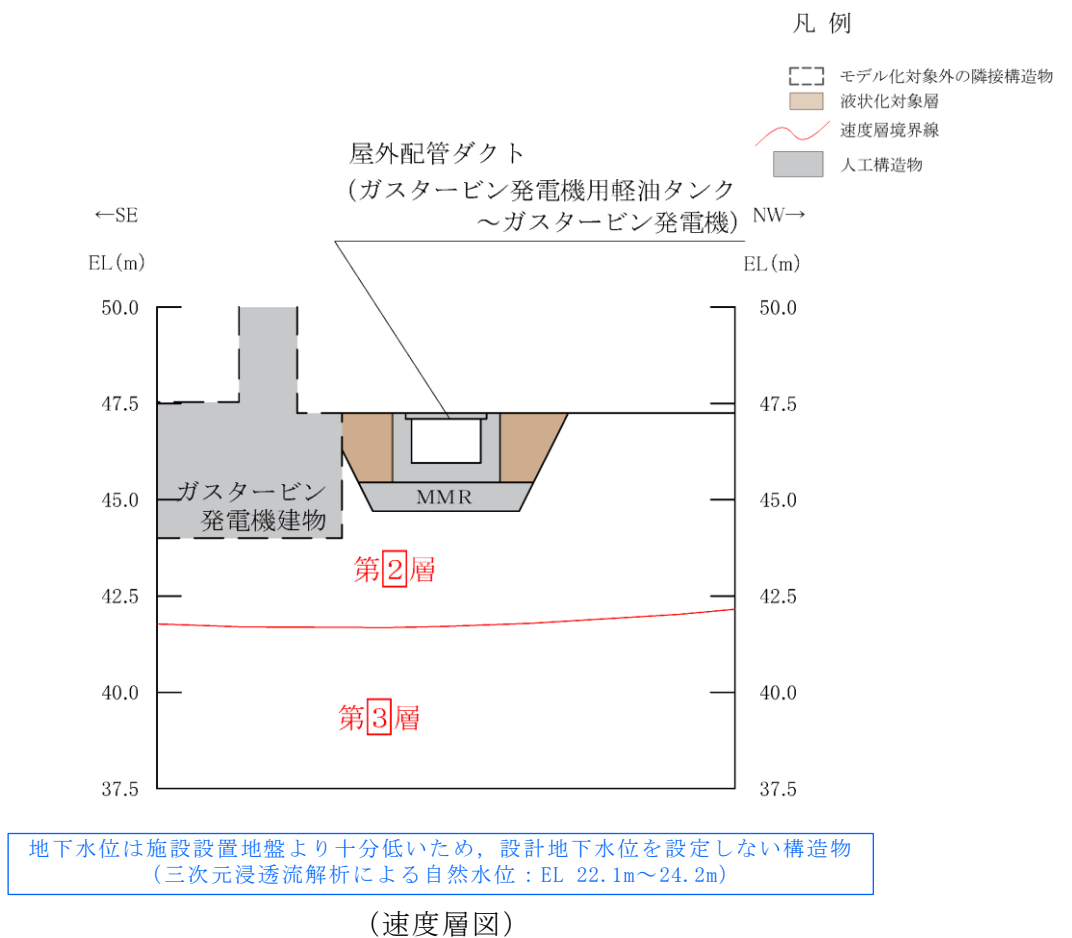 凡 例
モデル化対象外の隣接構造物
液状化対象層
速度層境界線
人工構造物
屋外配管ダクト
(ガスタービン発電機用軽油タンク
～ガスタービン発電機)
←SE
NW→
EL(m)
EL(m)
50.0
50.0
47.5
47.5
45.0
45.0
42.5
42.5
40.0
40.0
37.5
37.5
ガスタービン
発電機建物
MMR
第2層
第3層
地下水位は施設設置地盤より十分低いため，設計地下水位を設定しない構造物
(三次元浸透流解析による自然水位：EL 22.1m～24.2m)
(速度層図)